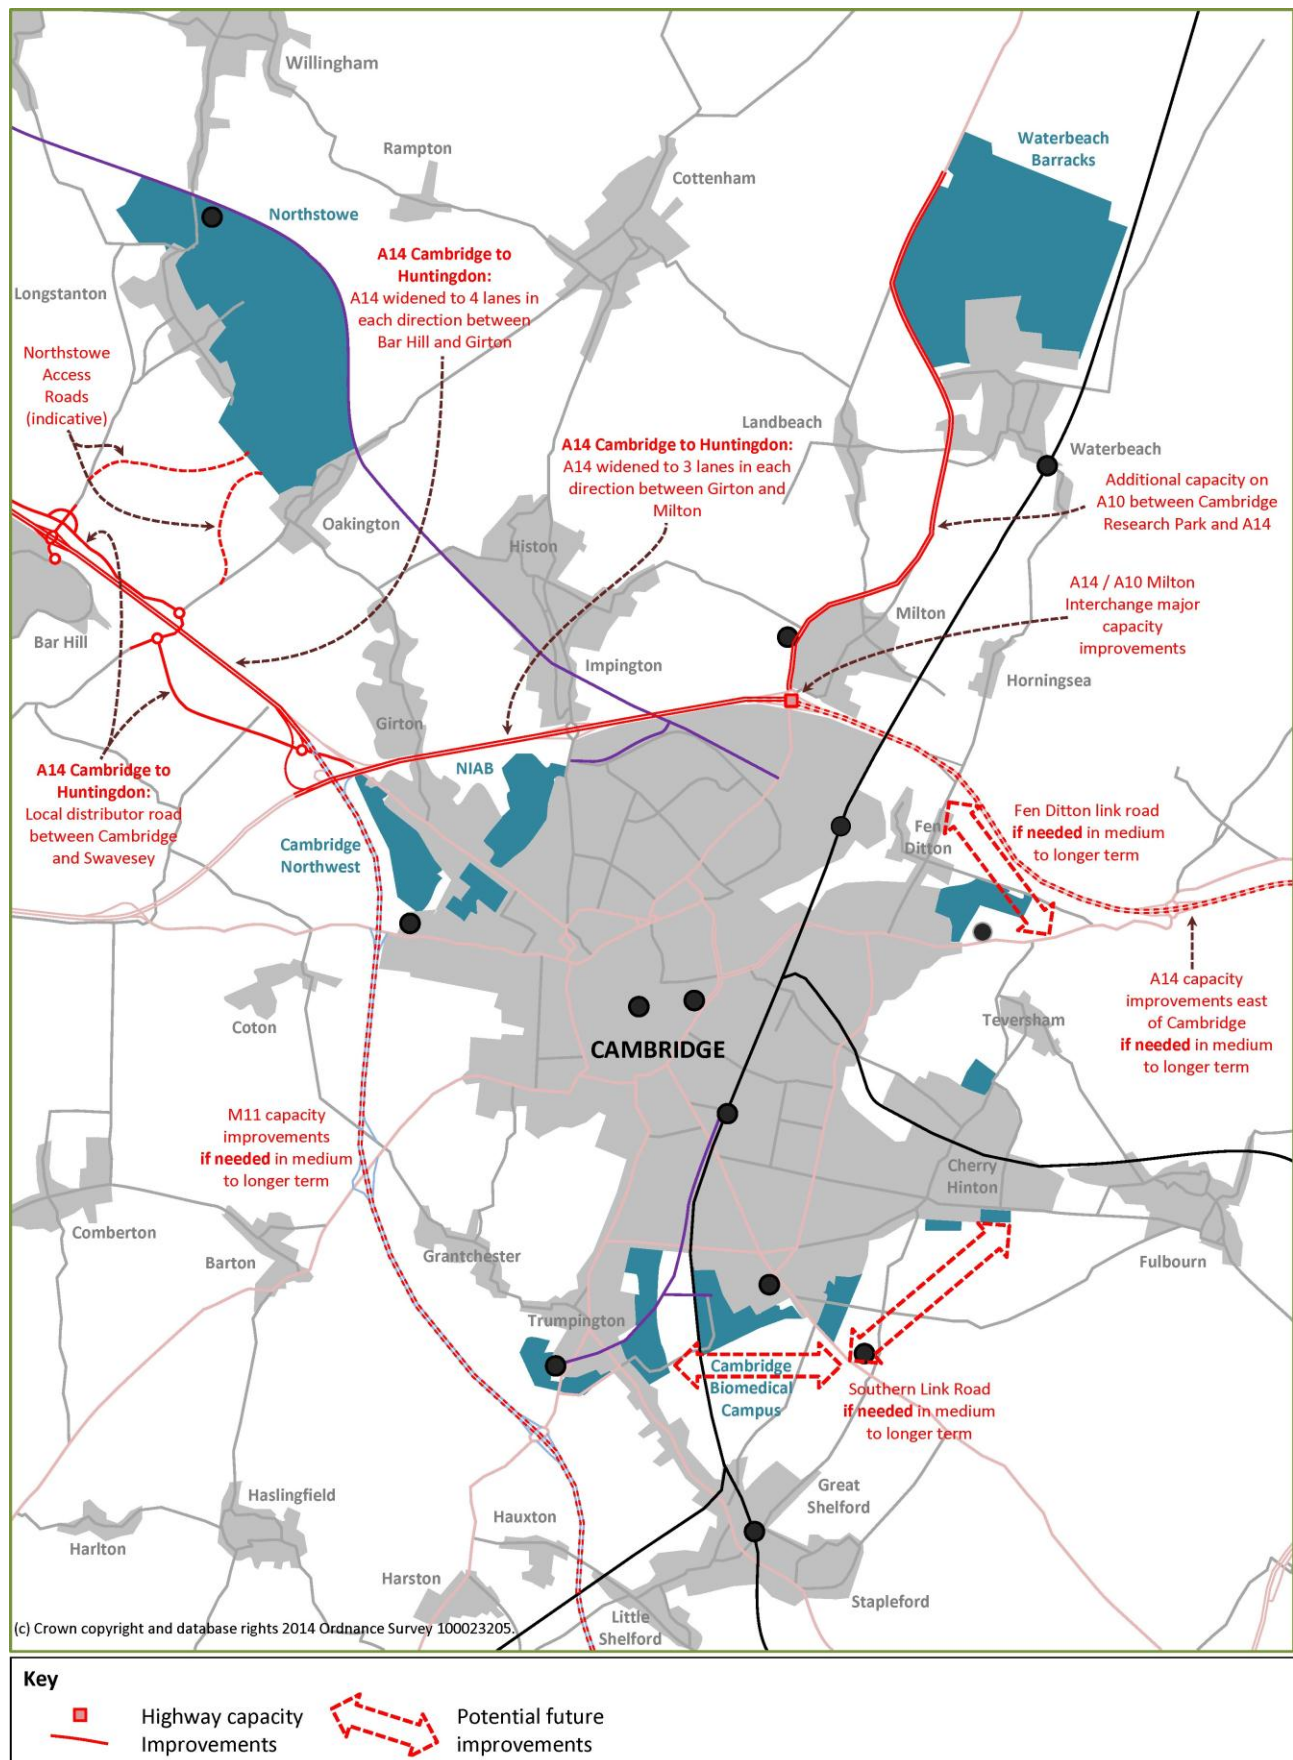 Willingham
Rampton
Cottenham
Waterbeach
Barracks
Northstowe
A14 Cambridge to
Huntingdon:
A14 widened to 4 lanes in
each direction between
Bar Hill and Girton
Longstanton
Northstowe
Access
Roads
(indicative)
Landbeach
Waterbeach
A14 Cambridge to Huntingdon:
A14 widened to 3 lanes in each
direction between Girton and
Milton
Additional capacity on
A10 between Cambridge
Research Park and A14
Oakington
Histon
A14 / A10 Milton
Interchange major
capacity
improvements
Milton
Bar Hill
Impington
Horningsea
Girton
NIAB
A14 Cambridge to
Huntingdon:
Local distributor road
between Cambridge
and Swavesey
Cambridge
Northwest
Fen
Ditton
Fen Ditton link road
if needed in medium
to longer term
A14 capacity
improvements east
of Cambridge
if needed in medium
to longer term
Coton
Teversham
CAMBRIDGE
M11 capacity
improvements
if needed in medium
to longer term
Cherry
Hinton
Comberton
Barton
Grantchester
Fulbourn
Trumpington
Cambridge
Biomedical
Campus
Southern Link Road
if needed in medium
to longer term
Great
Shelford
Haslingfield
Hauxton
Harlton
Harston
Stapleford
Little
Shelford
(c) Crown copyright and database rights 2014 Ordnance Survey 100023205.
Key
Highway capacity
Improvements
Potential future
improvements